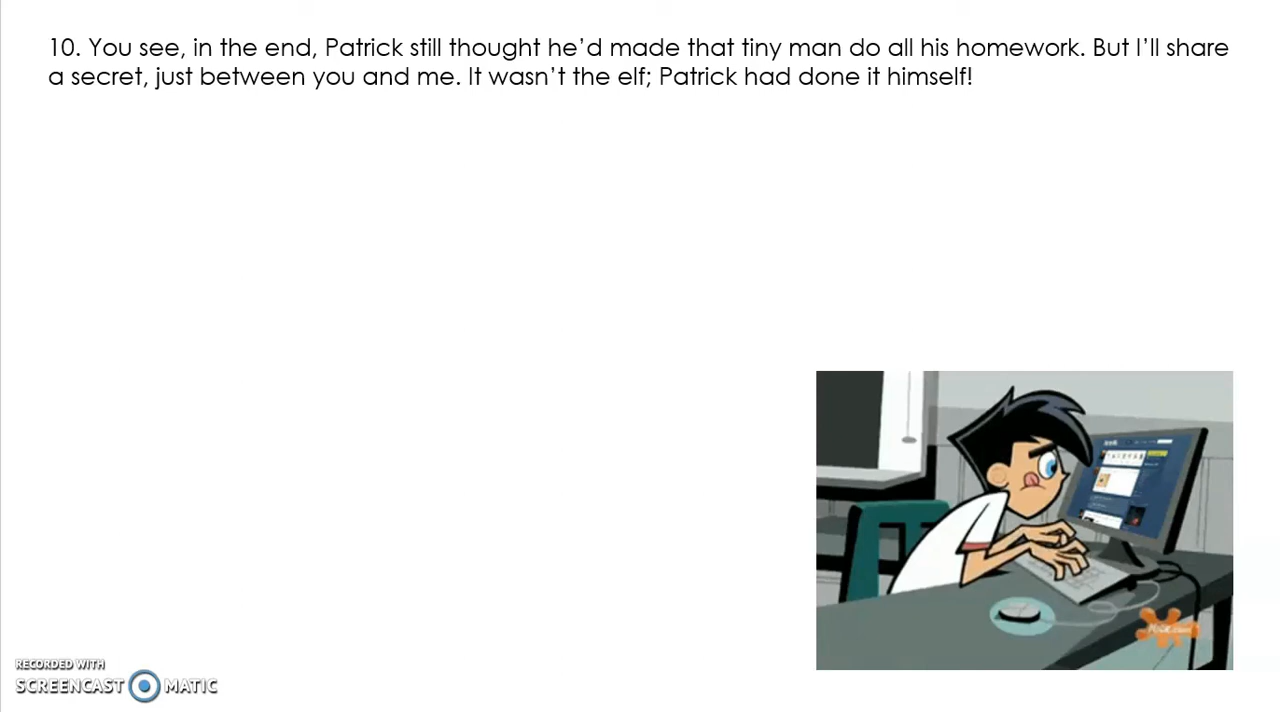 10. You see, in the end, Patrick still thought he’d made that tiny man do all his homework. But I’ll share
a secret, just between you and me. It wasn’t the elf; Patrick had done it himself!
RECORDED WITH
SCREENCAST MATIC